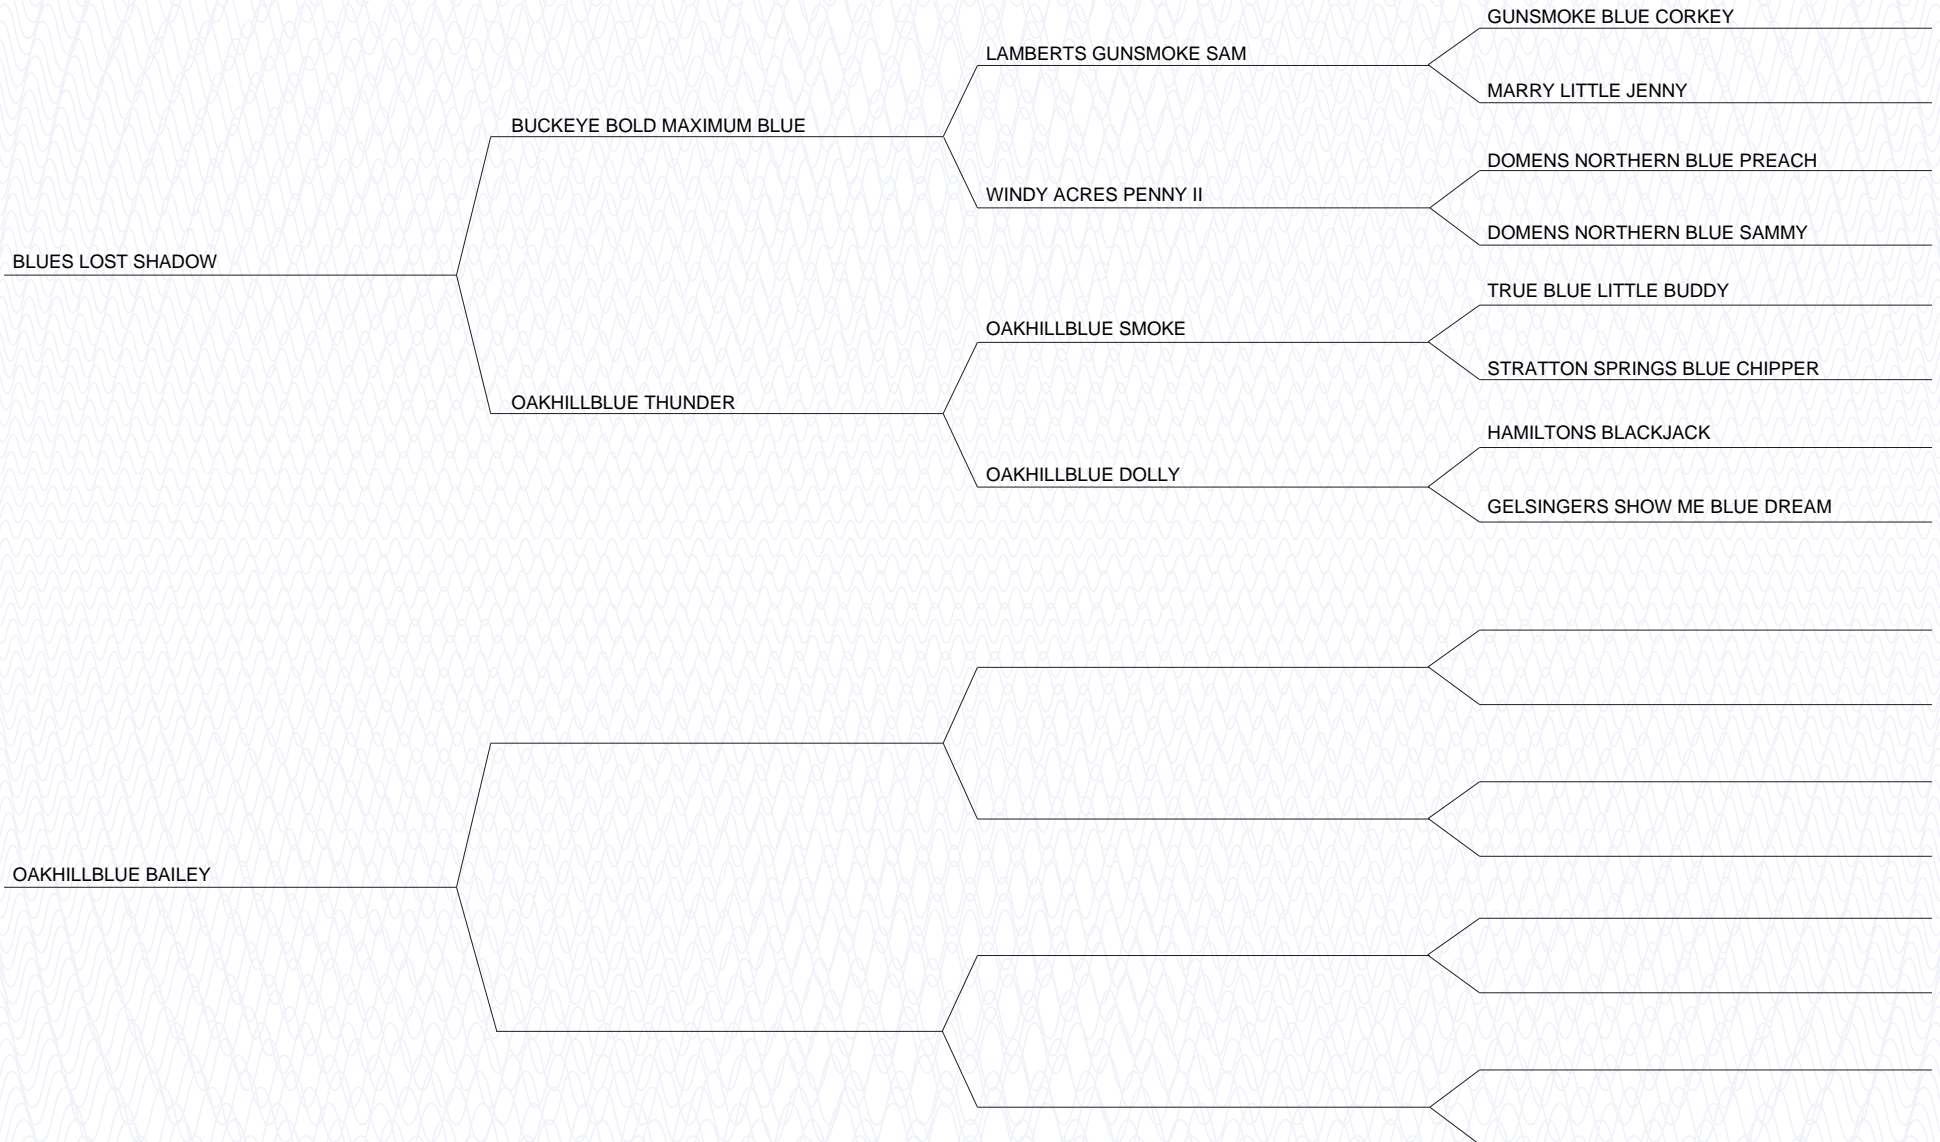 GUNSMOKE BLUE CORKEY
LAMBERTS GUNSMOKE SAM
MARRY LITTLE JENNY
BUCKEYE BOLD MAXIMUM BLUE
DOMENS NORTHERN BLUE PREACH
WINDY ACRES PENNY II
DOMENS NORTHERN BLUE SAMMY
BLUES LOST SHADOW
TRUE BLUE LITTLE BUDDY
OAKHILLBLUE SMOKE
STRATTON SPRINGS BLUE CHIPPER
OAKHILLBLUE THUNDER
HAMILTONS BLACKJACK
OAKHILLBLUE DOLLY
GELSINGERS SHOW ME BLUE DREAM
OAKHILLBLUE BAILEY